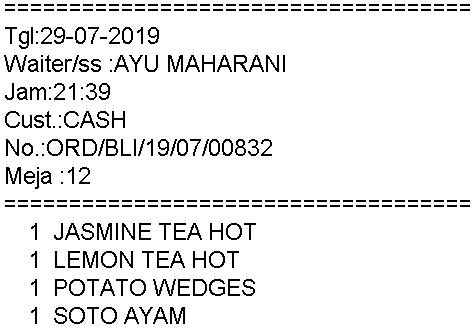 ====================================
Tgl:29-07-2019
Waiter/ss :AYU MAHARANI
Jam:21:39
Cust.:CASH
No.:ORD/BLI/19/07/00832
Meja :12
====================================
1 JASMINE TEA HOT
1 LEMON TEA HOT
1 POTATO WEDGES
1 SOTO AYAM